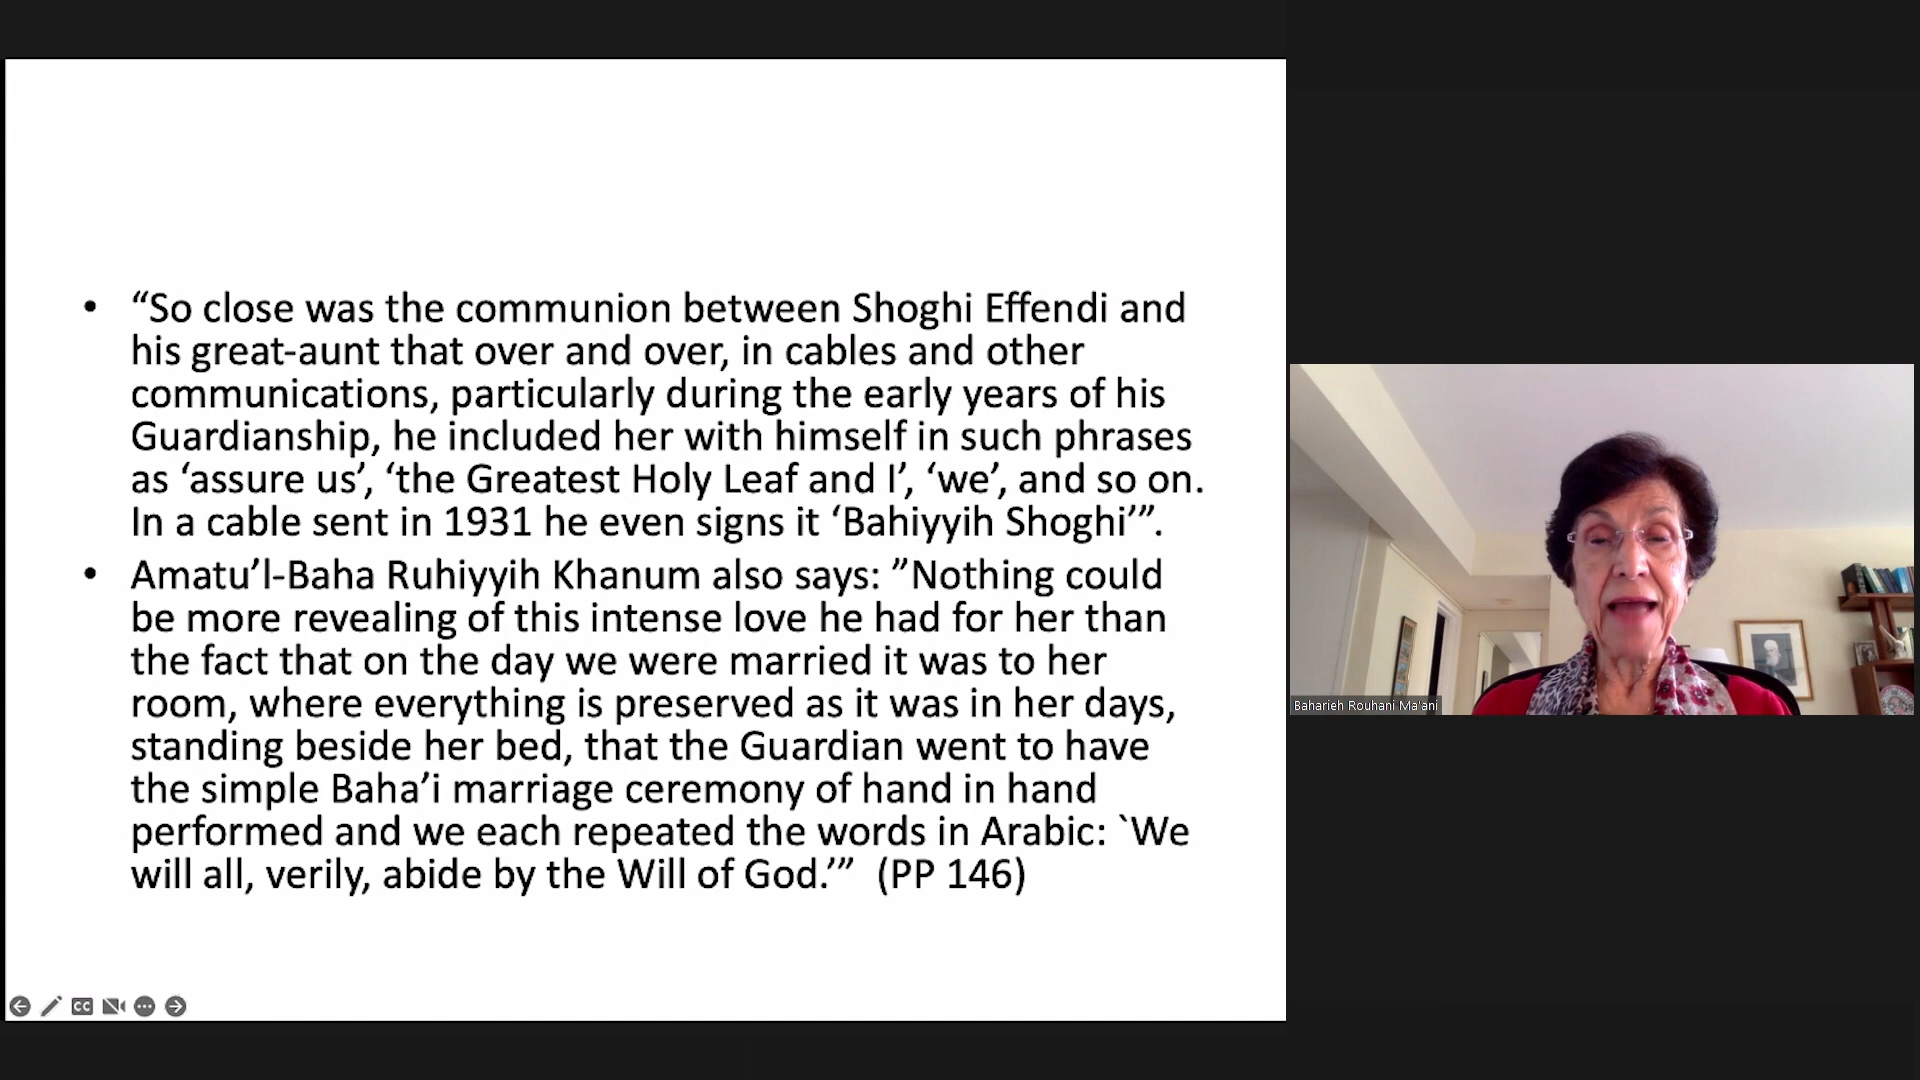 • “So close was the communion between Shoghi Effendi and
his great-aunt that over and over, in cables and other
communications, particularly during the early years of his
Guardianship, he included her with himself in such phrases
as ‘assure us’, ‘the Greatest Holy Leaf and I’, ‘we’, and so on.
In a cable sent in 1931 he even signs it ‘Bahiyyih Shoghi’”.
• Amatu’l-Baha Ruhiyyih Khanum also says: ”Nothing could
be more revealing of this intense love he had for her than
the fact that on the day we were married it was to her
room, where everything is preserved as it was in her days,
standing beside her bed, that the Guardian went to have
the simple Baha’i marriage ceremony of hand in hand
performed and we each repeated the words in Arabic: `We
will all, verily, abide by the Will of God.’” (PP 146)
CC
Baharieh Rouhani Ma'ani